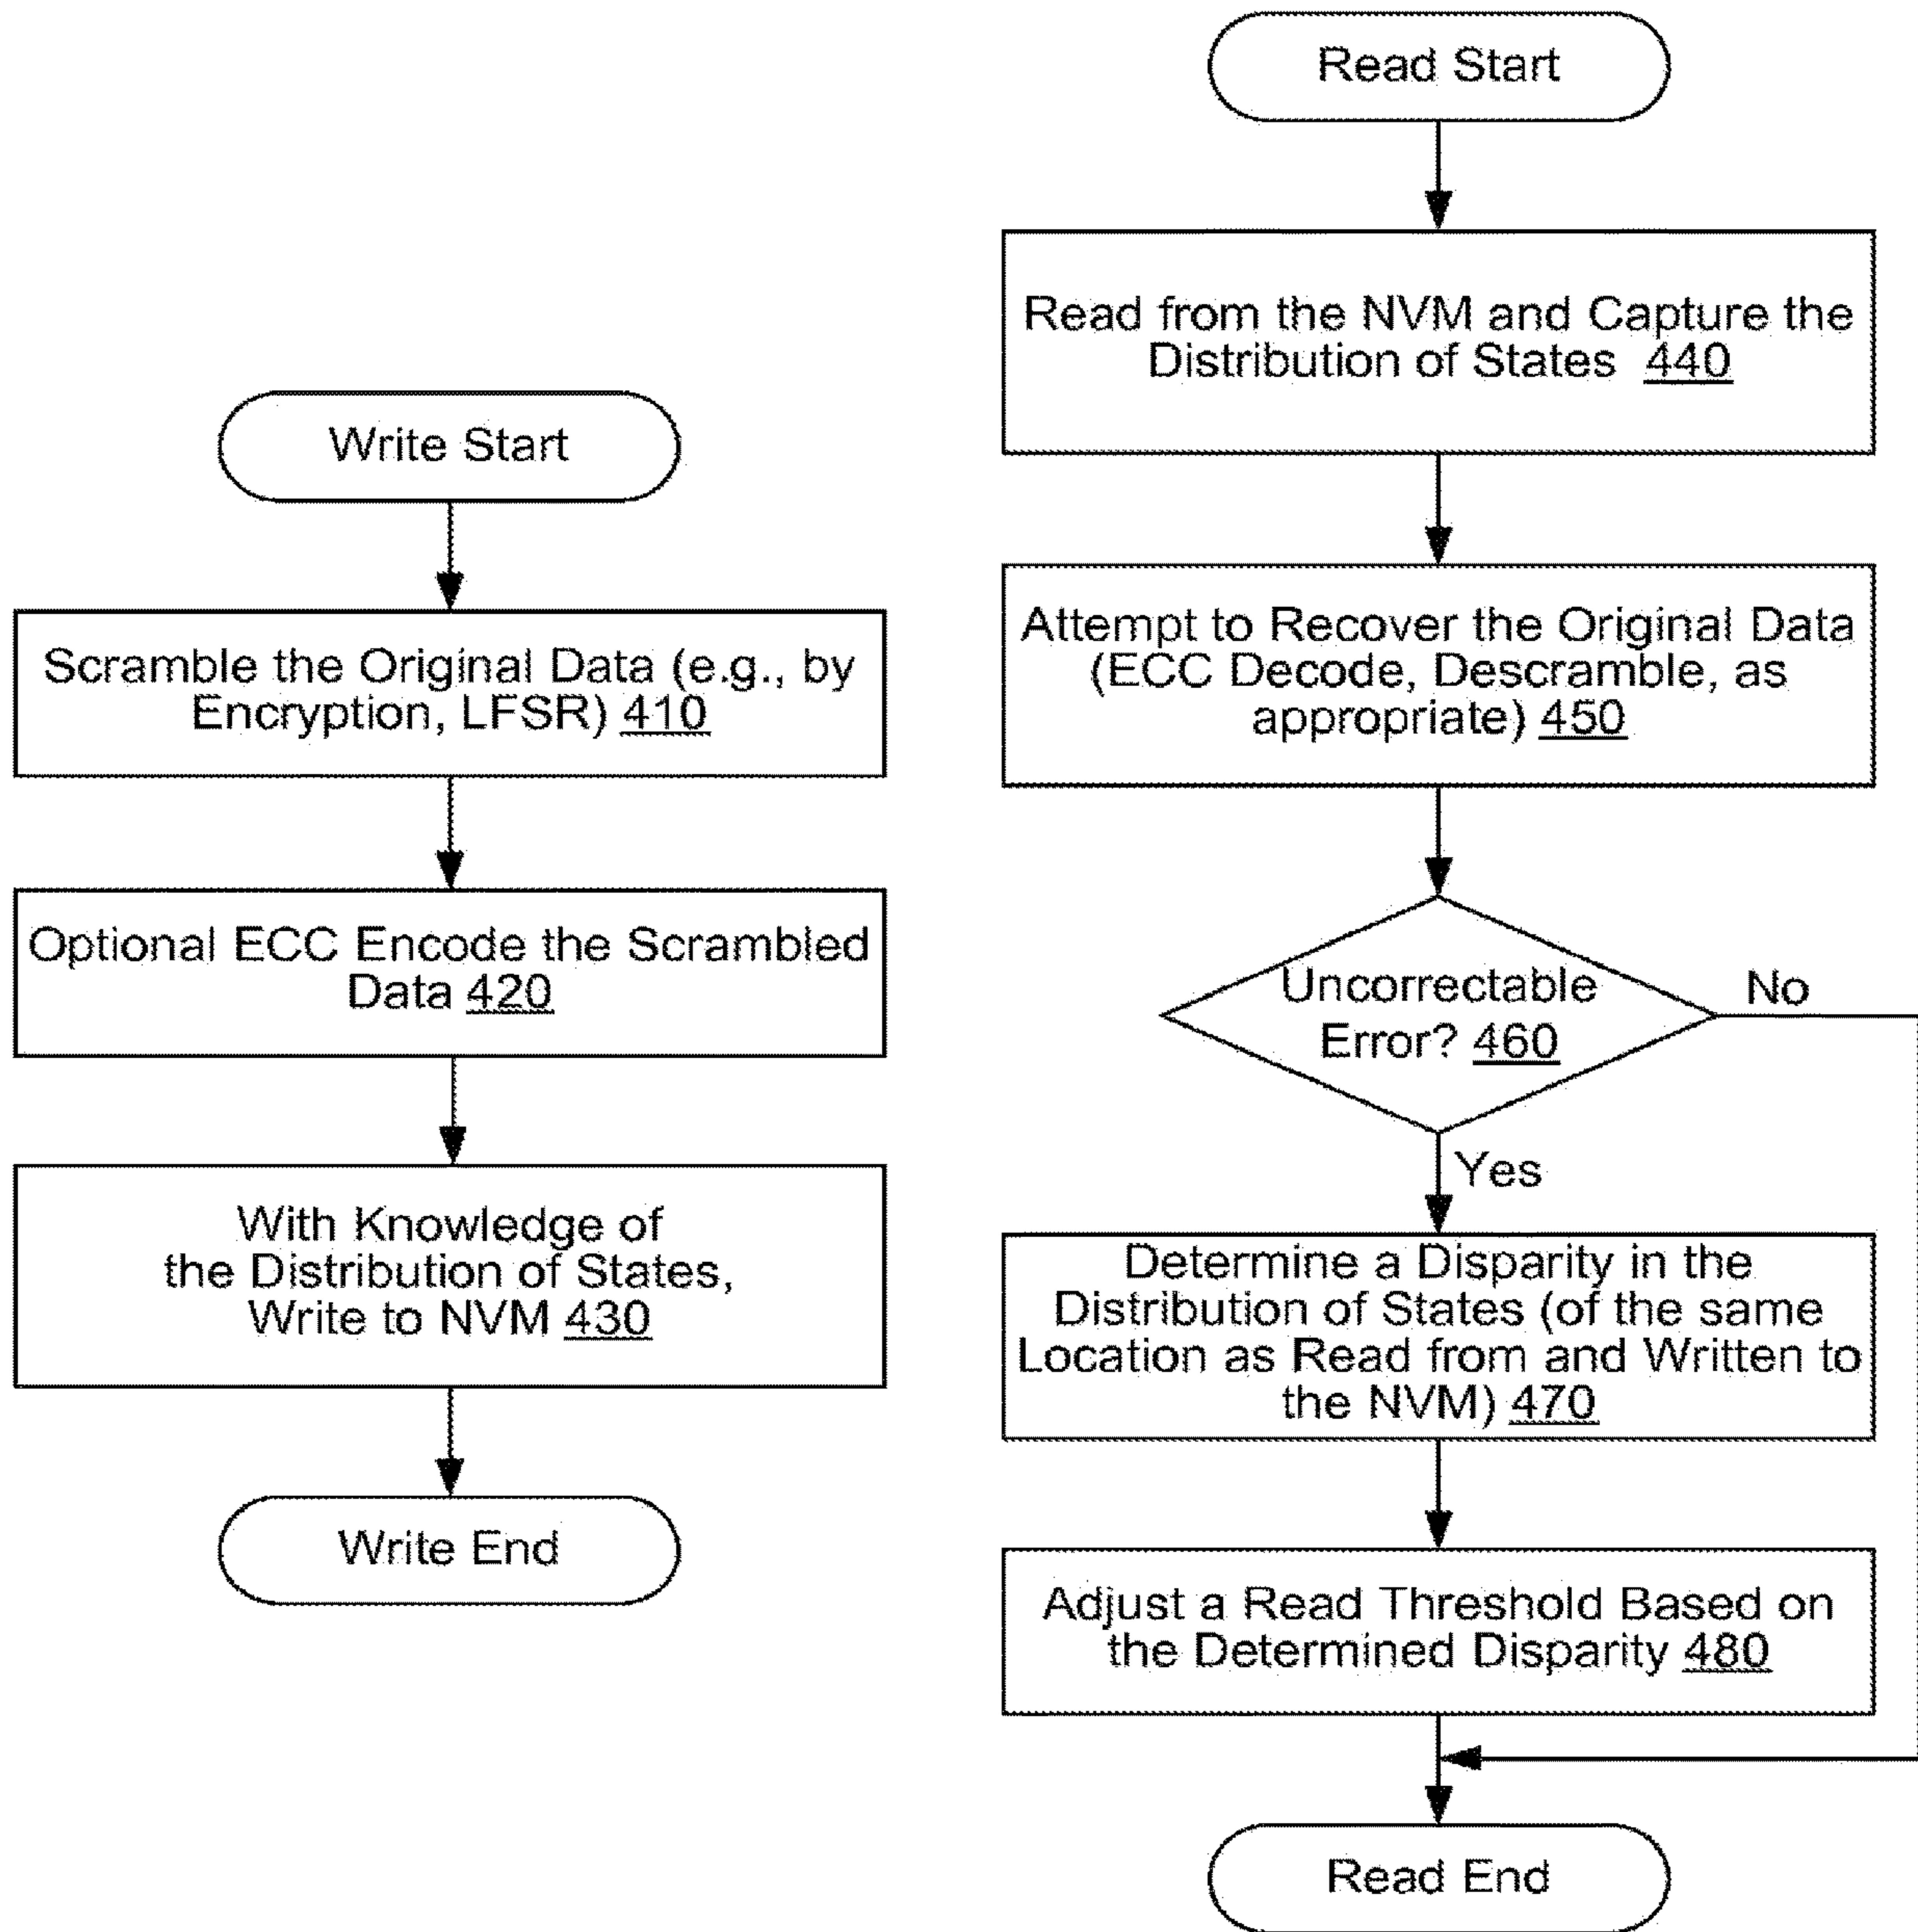 Write Start
Scramble the Original Data (e.g., by
Encryption, LFSR) 410
Optional ECC Encode the Scrambled
Data 420
With Knowledge of
the Distribution of States,
Write to NVM 430
Write End
Read Start
Read from the NVM and Capture the
Distribution of States 440
Attempt to Recover the Original Data
(ECC Decode, Descramble, as
appropriate) 450
Uncorrectable
Error? 460
No
Yes
Determine a Disparity in the
Distribution of States (of the same
Location as Read from and Written to
the NVM) 470
Adjust a Read Threshold Based on
the Determined Disparity 480
Read End